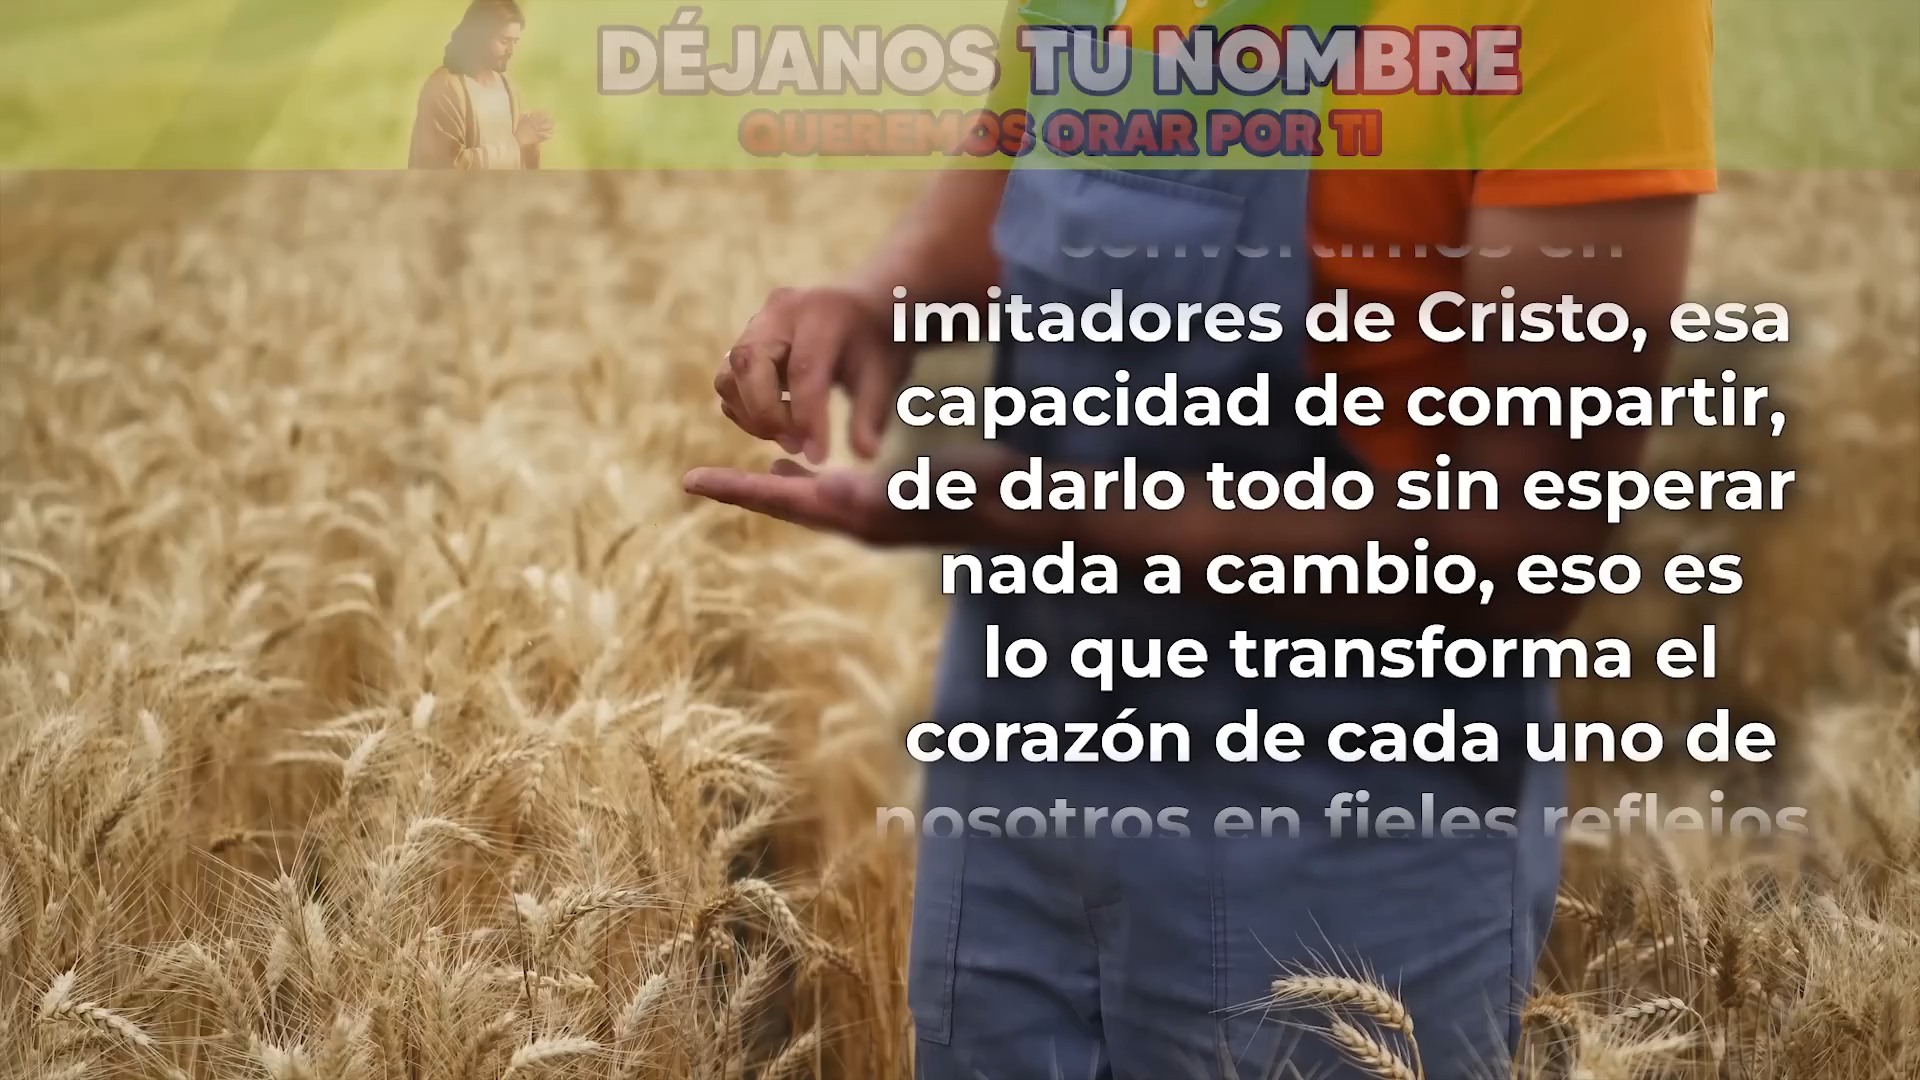 DÉJANOS TU NOMBRE
QUEREMOS ORAR POR TI
imitadores de Cristo, esa
capacidad de compartir,
de darlo todo sin esperar
nada a cambio, eso es
lo que transforma el
corazón de cada uno de
nosotros en fieles reflejos